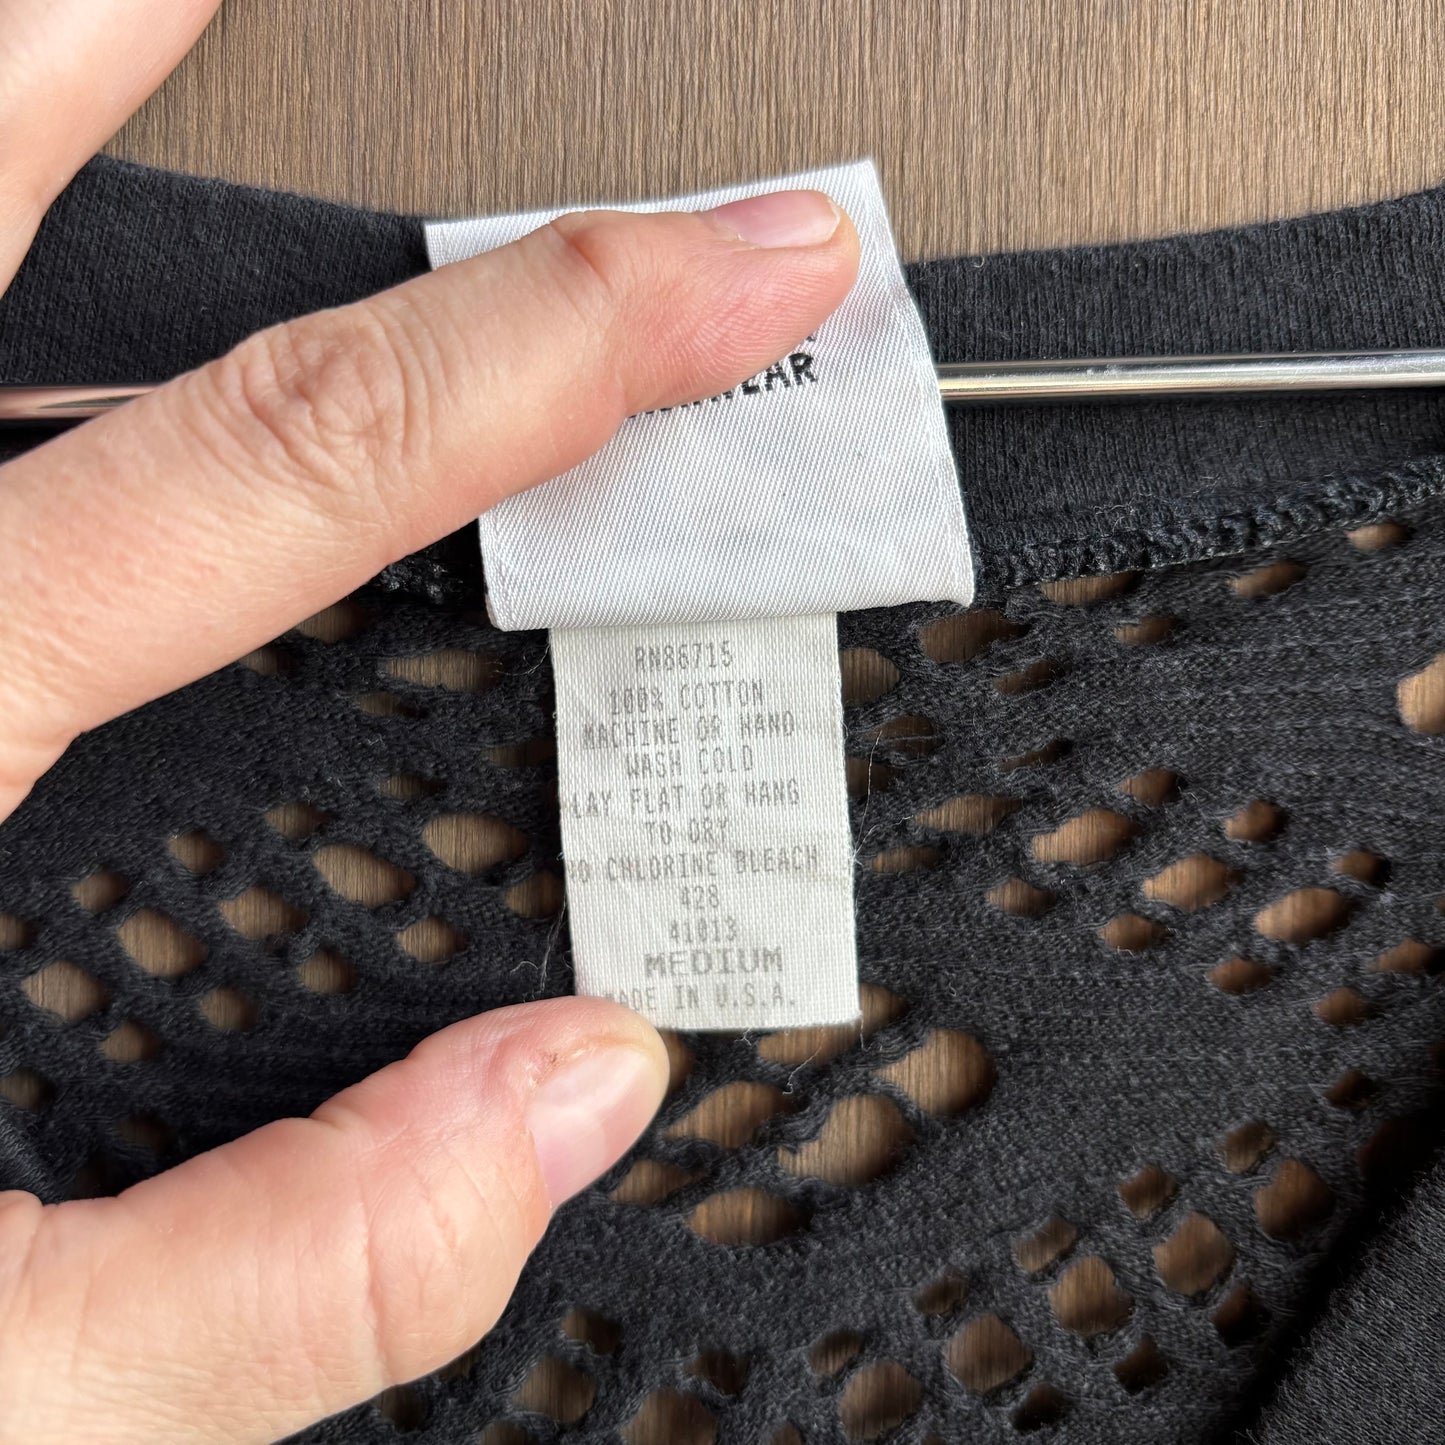 EAR
RN86715
100% COTTON
MACHINE OR HAND
WASH COLD
LAY FLAT OR HANG
TO DRY
NO CHLORINE BLEACH
428
41013
MEDIUM
MADE IN U.S.A.